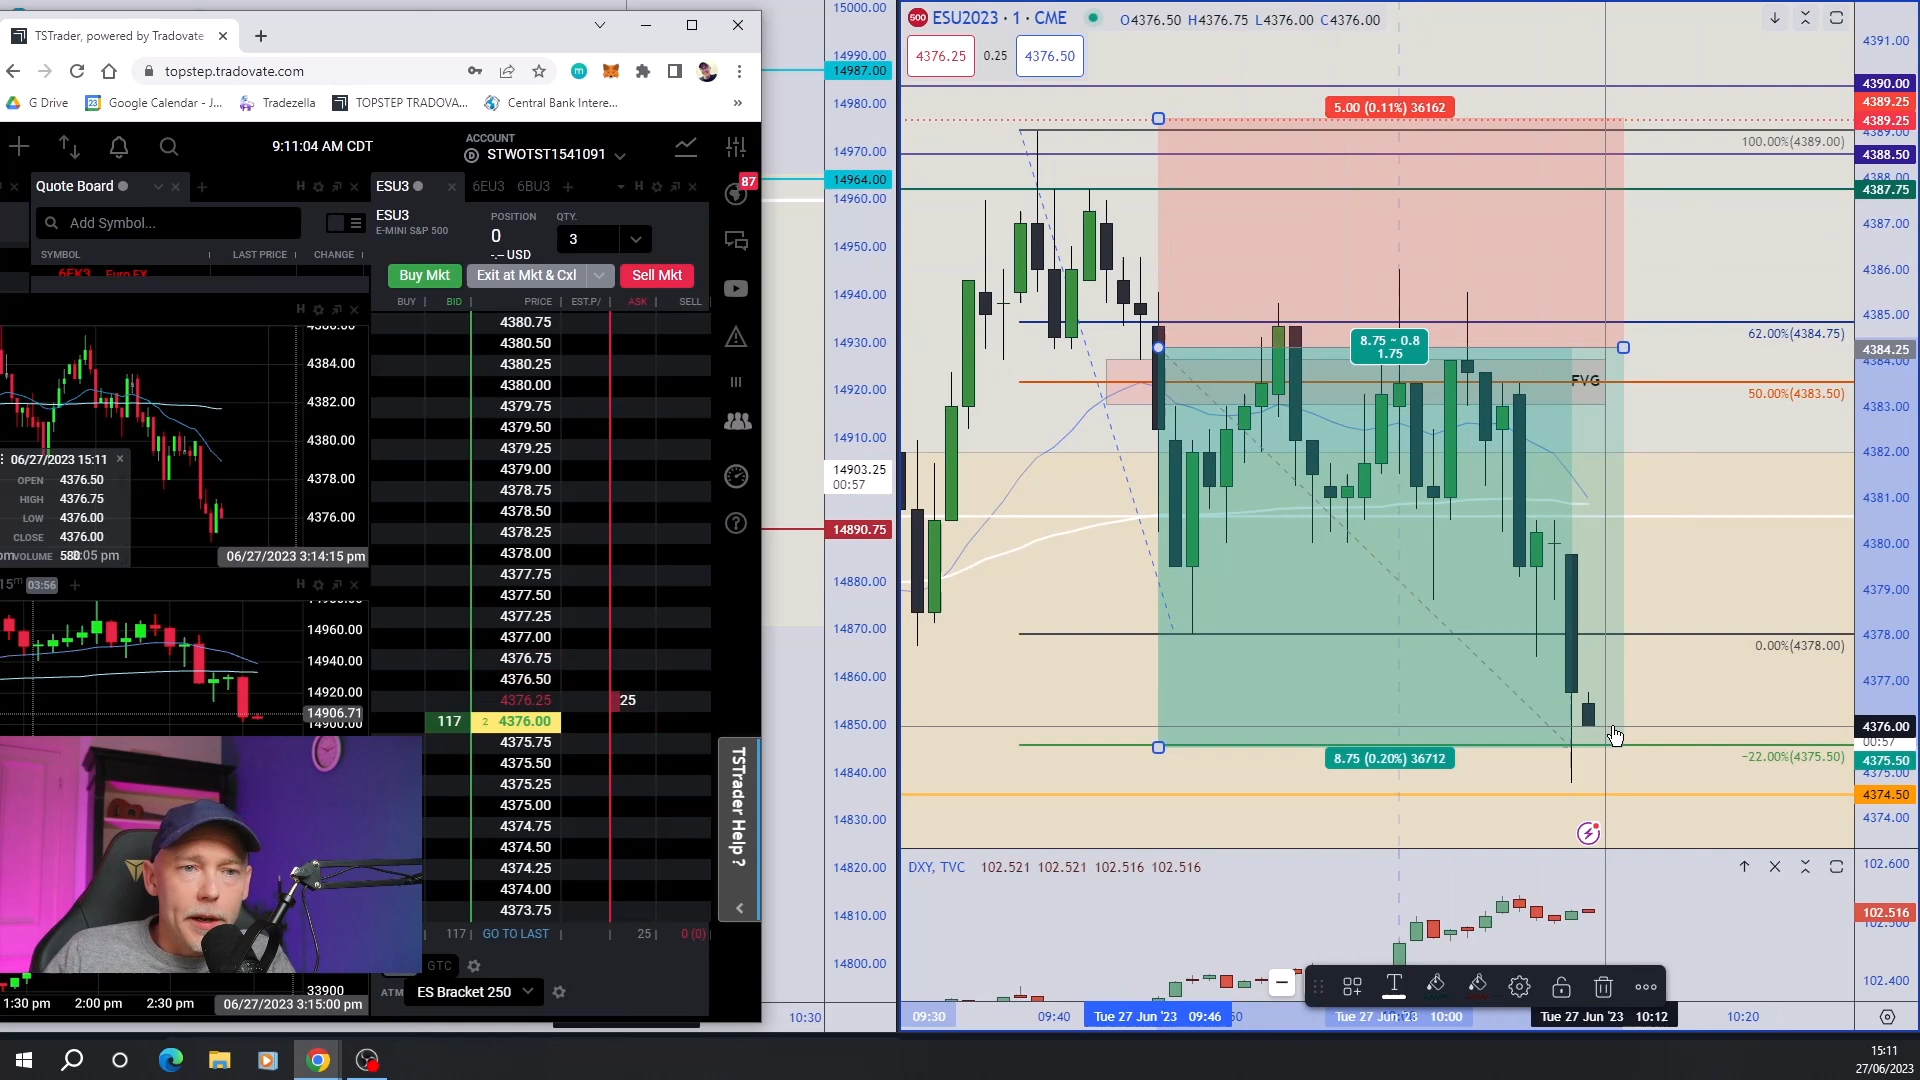 TSTrader, powered by Tradovate
topstep.tradovate.com
G Drive
Google Calendar - J...
Tradezella
TOPSTEP TRADOVA...
Central Bank Intere...
»
9:11:04 AM CDT
ACCOUNT
STWOTST1541091
87
Quote Board
Add Symbol...
SYMBOL LAST PRICE CHANGE
6EK3 Euro FX
ESU3 6EU3 6BU3
ESU3
E-MINI S&P 500
POSITION
0
-.-- USD
QTY.
3
Buy Mkt
Exit at Mkt & Cxl
Sell Mkt
BUY BID PRICE EST.P/ ASK SELL
4380.75
4380.50
4380.25
4380.00
4379.75
4379.50
4379.25
4379.00
4378.75
4378.50
4378.25
4378.00
4377.75
4377.50
4377.25
4377.00
4376.75
4376.50
4376.25 25
117 2 4376.00
4375.75
4375.50
4375.25
4375.00
4374.75
4374.50
4374.25
4374.00
4373.75
117 GO TO LAST 25 0 (0)
GTC
ATM ES Bracket 250
H
4384.00
4382.00
4380.00
4378.00
4376.00
06/27/2023 15:11
OPEN 4376.50
HIGH 4376.75
LOW 4376.00
CLOSE 4376.00
VOLUME 580
06/27/2023 3:14:15 pm
15m 03:56
H
14960.00
14940.00
14920.00
14906.71
33900
1:30 pm
2:00 pm
2:30 pm
06/27/2023 3:15:00 pm
TSTrader Help ?
15000.00
14990.00
14987.00
14980.00
14970.00
14964.00
14960.00
14950.00
14940.00
14930.00
14920.00
14910.00
14903.25
00:57
14890.75
14880.00
14870.00
14860.00
14850.00
14840.00
14830.00
14820.00
14810.00
14800.00
10:30
500 ESU2023 · 1 · CME
O4376.50 H4376.75 L4376.00 C4376.00
4376.25
0.25
4376.50
5.00 (0.11%) 36162
100.00%(4389.00)
62.00%(4384.75)
8.75 ~ 0.8
1.75
FVG
50.00%(4383.50)
0.00%(4378.00)
-22.00%(4375.50)
8.75 (0.20%) 36712
4391.00
4390.00
4389.25
4389.25
4389.00
4388.50
4388.00
4387.75
4387.00
4386.00
4385.00
4384.25
4383.00
4382.00
4381.00
4380.00
4379.00
4378.00
4377.00
4376.00
00:57
4375.50
4375.00
4374.50
4374.00
DXY, TVC 102.521 102.521 102.516 102.516
102.600
102.516
102.400
09:30
09:40
Tue 27 Jun '23 09:46
Tue 27 Jun '23 10:00
Tue 27 Jun '23 10:12
10:20
15:11
27/06/2023